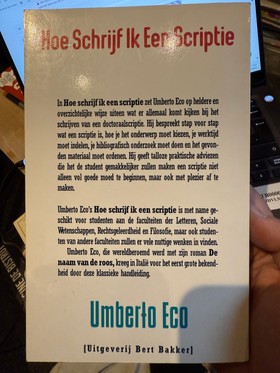 Hoe Schrijf Ik Een Scriptie
In Hoe schrijf ik een scriptie zet Umberto Eco op heldere en
overzichtelijke wijze uiteen wat er allemaal komt kijken bij het
schrijven van een doctoraalscriptie. Hij bespreekt stap voor stap
wat een scriptie is, hoe je het onderwerp moet kiezen, je werktijd
moet indelen, je bibliografisch onderzoek moet doen en het ge-
vonden materiaal moet ordenen. Hij geeft talloze praktische adviezen
die het de student gemakkelijker zullen maken een scriptie niet
alleen vol goede moed te beginnen, maar ook met plezier af te
maken.
Umberto Eco's Hoe schrijf ik een scriptie is met name ge-
schikt voor studenten aan de faculteiten der Letteren, Sociale
Wetenschappen, Rechtsgeleerdheid en Filosofie, maar ook studen-
ten van andere faculteiten zullen er vele nuttige wenken in vinden.
Umberto Eco, die wereldberoemd werd met zijn roman De
naam van de roos, kreeg in Italië voor het eerst grote bekend-
heid door deze klassieke handleiding.
Umberto Eco
[Uitgeverij Bert Bakker]